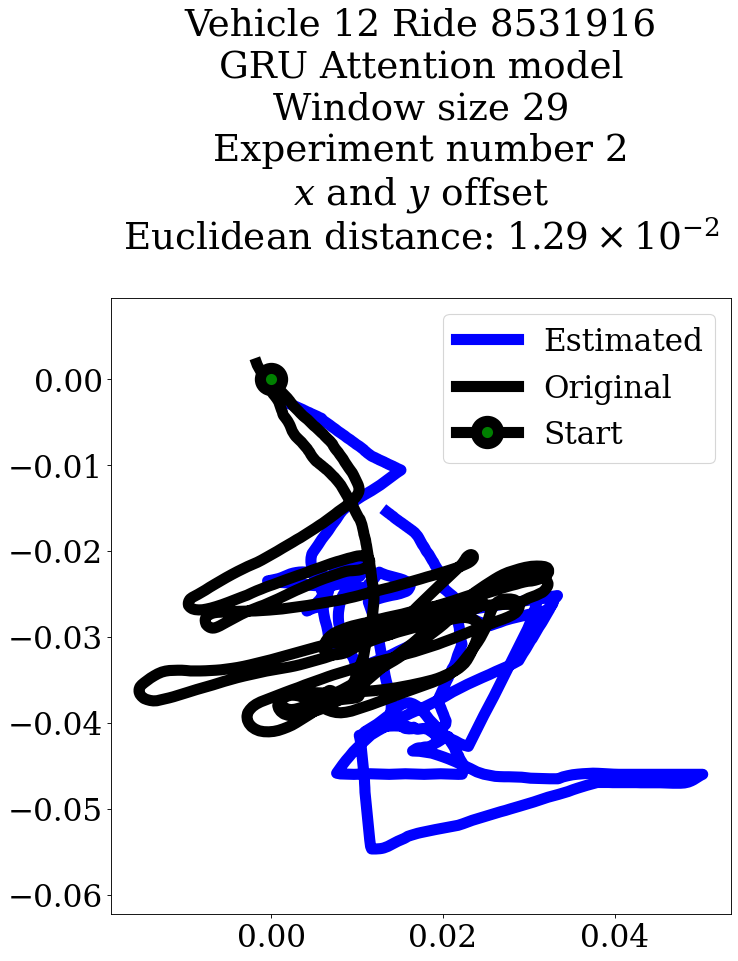 Vehicle 12 Ride 8531916
GRU Attention model
Window size 29
Experiment number 2
x and y offset
Euclidean distance: 1.29 × 10⁻²
Estimated
Original
Start
0.00
−0.01
−0.02
−0.03
−0.04
−0.05
−0.06
0.00 0.02 0.04